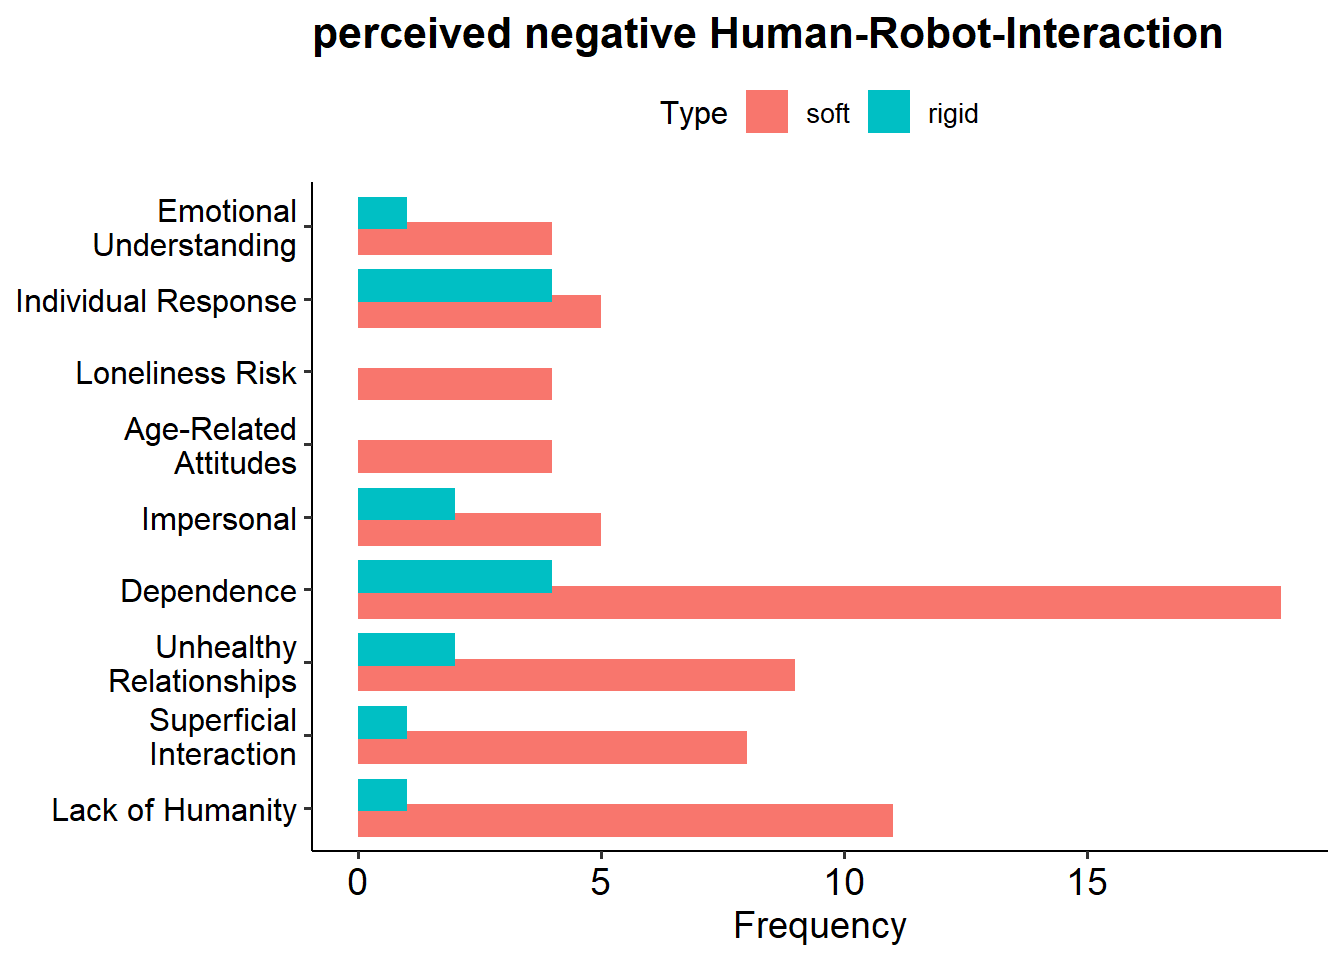 perceived negative Human-Robot-Interaction
Type soft rigid
Emotional
Understanding
Individual Response
Loneliness Risk
Age-Related
Attitudes
Impersonal
Dependence
Unhealthy
Relationships
Superficial
Interaction
Lack of Humanity
0 5 10 15
Frequency